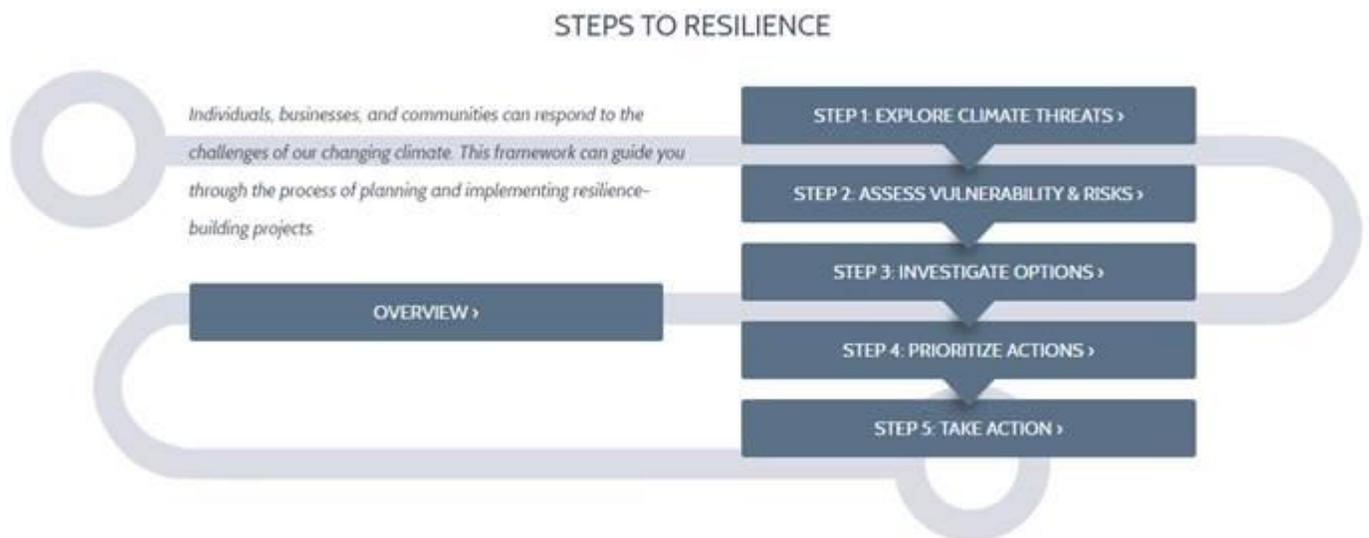 STEPS TO RESILIENCE
Individuals, businesses, and communities can respond to the
challenges of our changing climate. This framework can guide you
through the process of planning and implementing resilience-
building projects.
OVERVIEW ›
STEP 1: EXPLORE CLIMATE THREATS ›
STEP 2: ASSESS VULNERABILITY & RISKS ›
STEP 3: INVESTIGATE OPTIONS ›
STEP 4: PRIORITIZE ACTIONS ›
STEP 5: TAKE ACTION ›